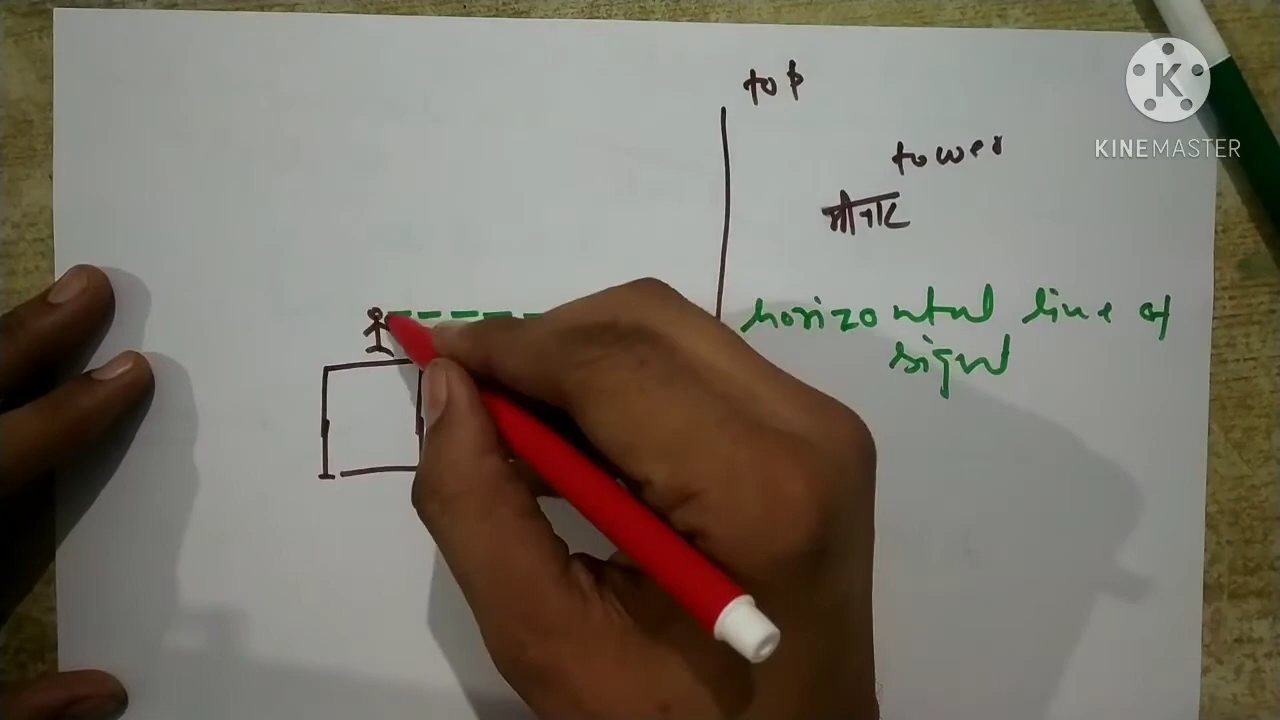 top
tower
मीनार
horizontal line of
sight
K
KINEMASTER